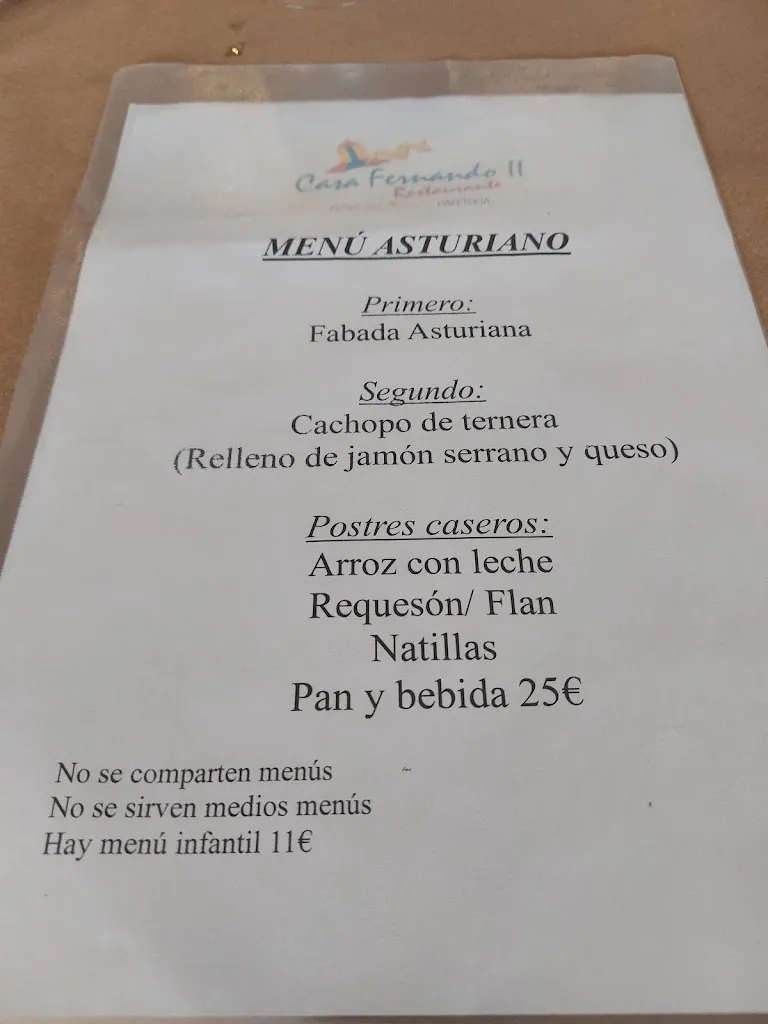 Casa Fernando II
Restaurante
MENÚ ASTURIANO
Primero:
Fabada Asturiana
Segundo:
Cachopo de ternera
(Relleno de jamón serrano y queso)
Postres caseros:
Arroz con leche
Requesón/ Flan
Natillas
Pan y bebida 25€
No se comparten menús
No se sirven medios menús
Hay menú infantil 11€